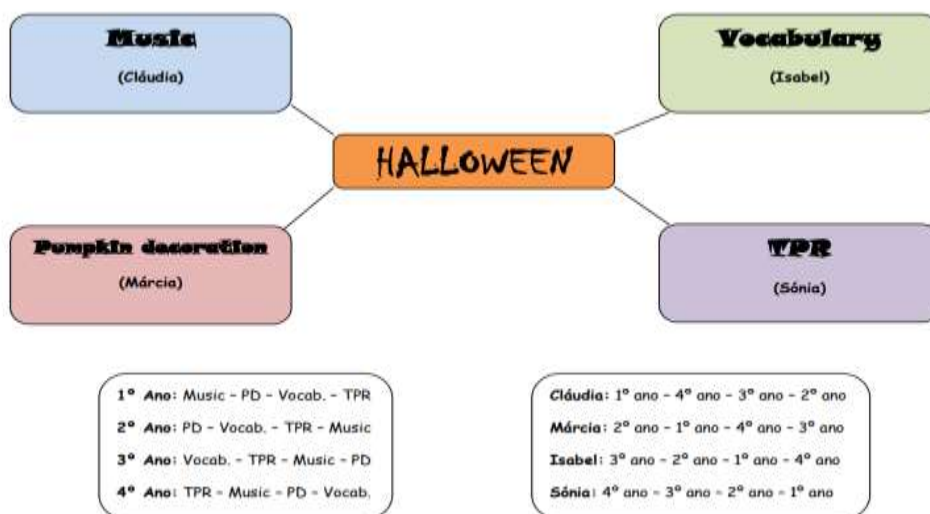 Music
(Cláudia)
Vocabulary
(Isabel)
HALLOWEEN
Pumpkin decoration
(Márcia)
TPR
(Sónia)
1º Ano: Music – PD – Vocab. – TPR
2º Ano: PD – Vocab. – TPR – Music
3º Ano: Vocab. – TPR – Music – PD
4º Ano: TPR – Music – PD – Vocab.
Cláudia: 1º ano – 4º ano – 3º ano – 2º ano
Márcia: 2º ano – 1º ano – 4º ano – 3º ano
Isabel: 3º ano – 2º ano – 1º ano – 4º ano
Sónia: 4º ano – 3º ano – 2º ano – 1º ano